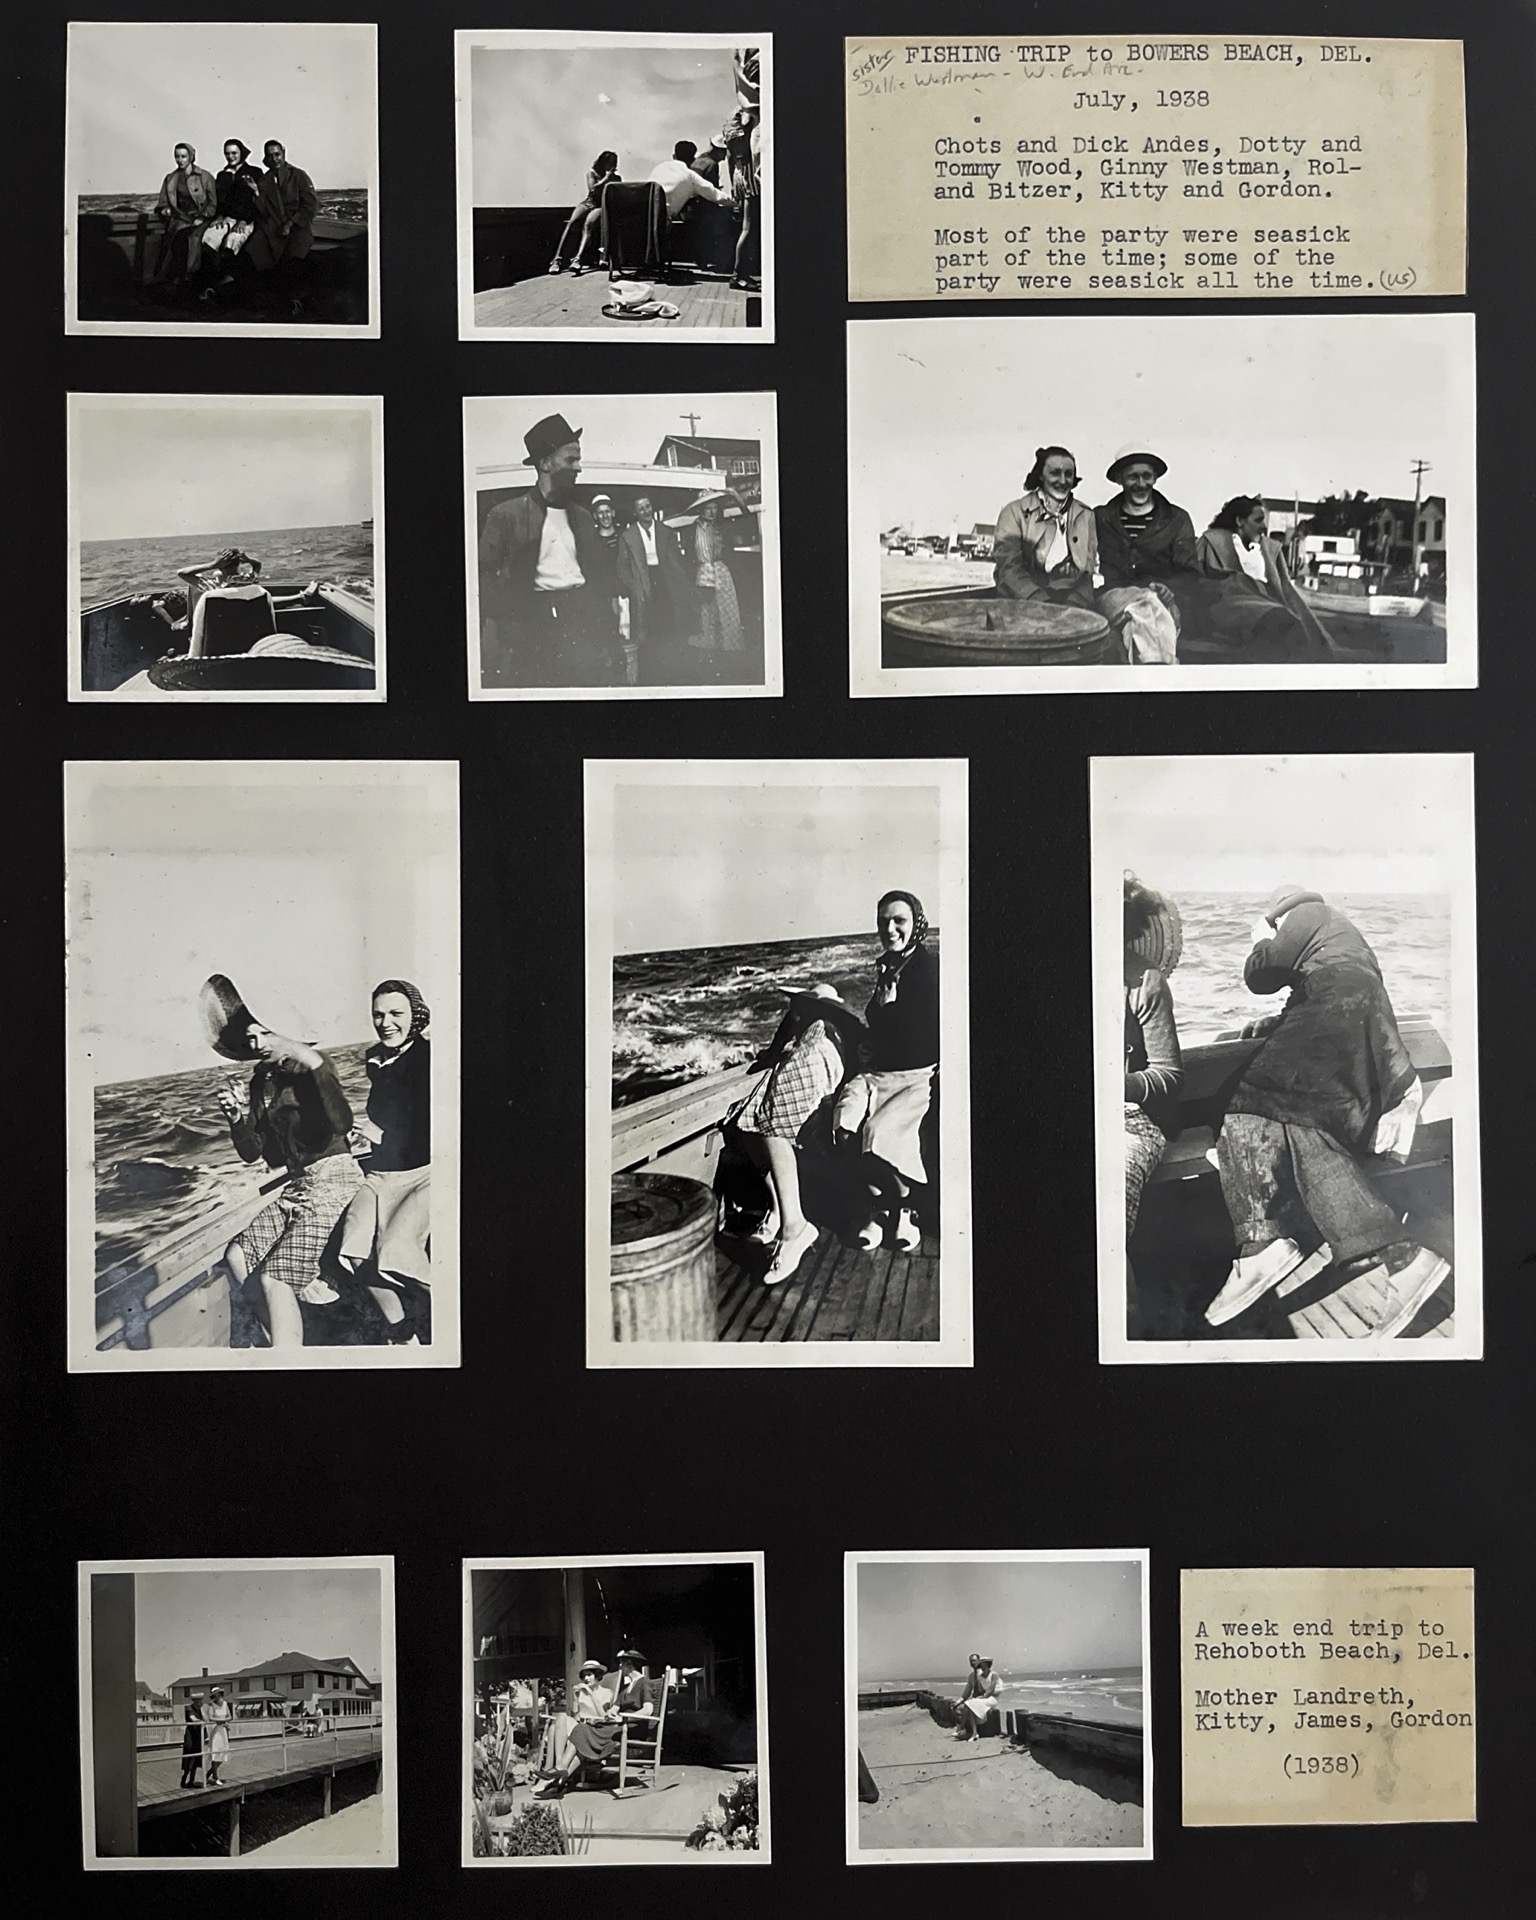 sister FISHING TRIP to BOWERS BEACH, DEL.
Dollie Westman - W. End Ave.
July, 1938
Chots and Dick Andes, Dotty and
Tommy Wood, Ginny Westman, Rol-
and Bitzer, Kitty and Gordon.
Most of the party were seasick
part of the time; some of the
party were seasick all the time. (us)
A week end trip to
Rehoboth Beach, Del.
Mother Landreth,
Kitty, James, Gordon
(1938)